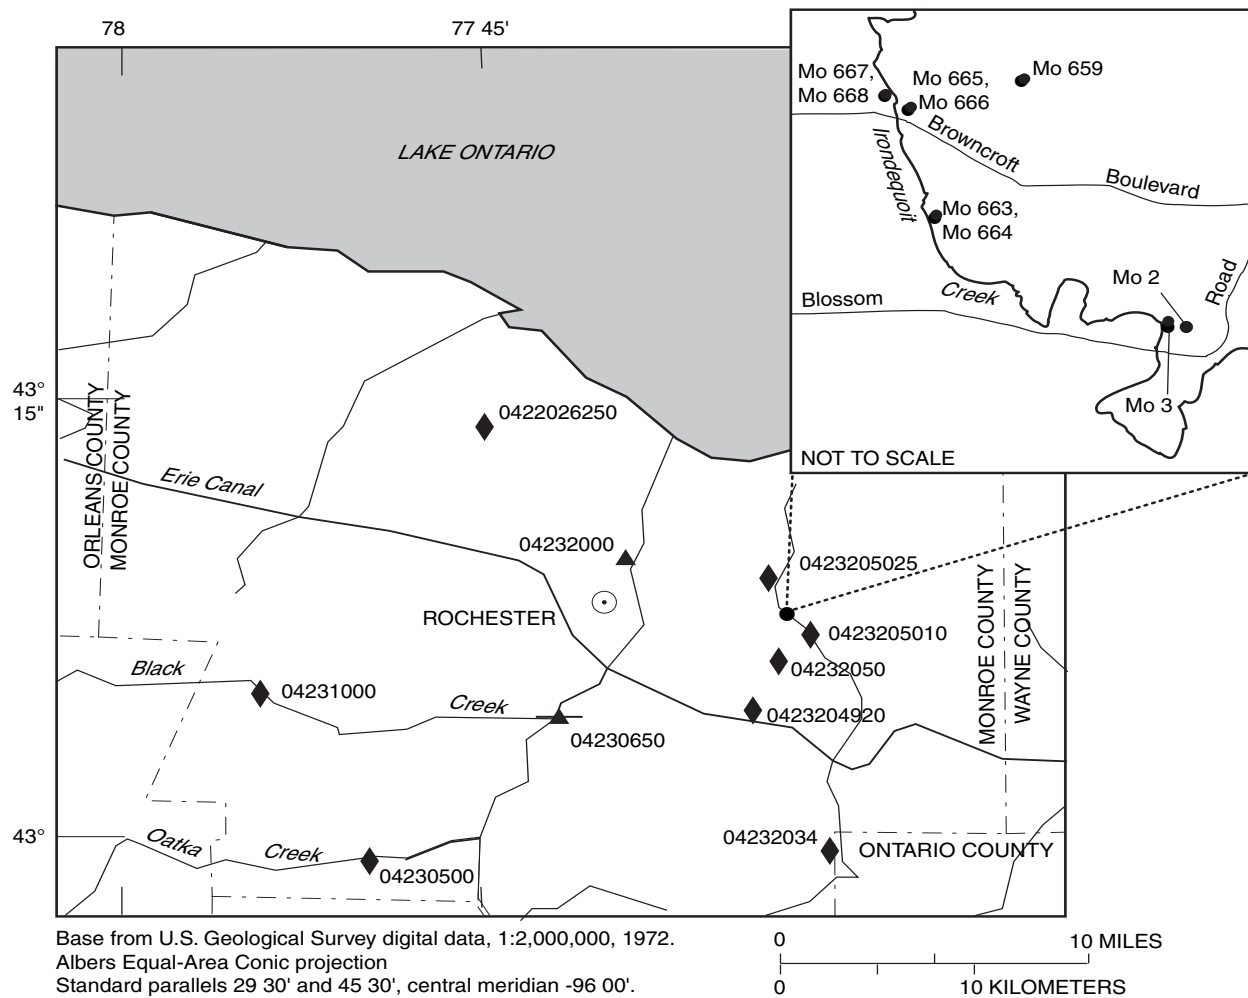 78
77 45'
LAKE ONTARIO
Mo 667,
Mo 668
Mo 665,
Mo 666
Mo 659
Browncroft
Boulevard
Irondequoit
Mo 663,
Mo 664
Mo 2
Road
Blossom
Creek
Mo 3
NOT TO SCALE
43°
15"
ORLEANS COUNTY
MONROE COUNTY
0422026250
Erie Canal
04232000
0423205025
ROCHESTER
MONROE COUNTY
WAYNE COUNTY
0423205010
04232050
Black
04231000
Creek
0423204920
04230650
43°
Oatka
Creek
04230500
04232034
ONTARIO COUNTY
Base from U.S. Geological Survey digital data, 1:2,000,000, 1972.
Albers Equal-Area Conic projection
Standard parallels 29 30' and 45 30', central meridian -96 00'.
0
10 MILES
0
10 KILOMETERS